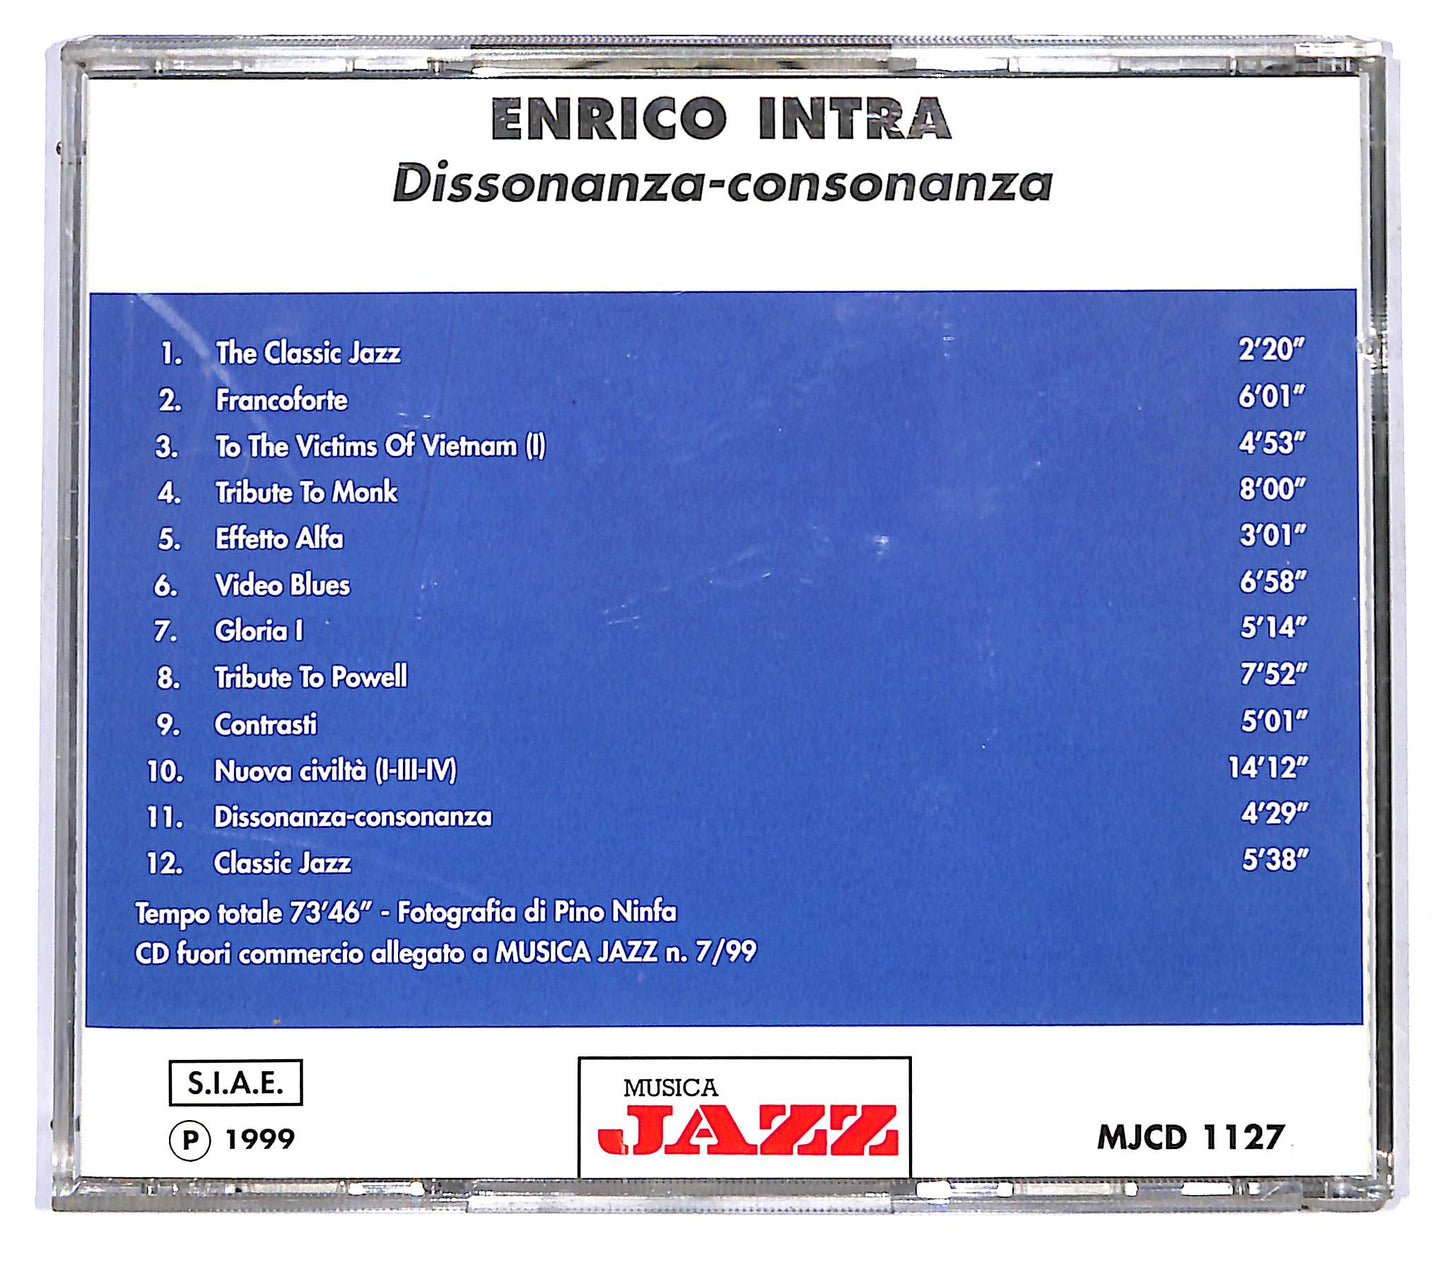 ENRICO INTRA
Dissonanza-consonanza
1. The Classic Jazz 2'20"
2. Francoforte 6'01"
3. To The Victims Of Vietnam (I) 4'53"
4. Tribute To Monk 8'00"
5. Effetto Alfa 3'01"
6. Video Blues 6'58"
7. Gloria I 5'14"
8. Tribute To Powell 7'52"
9. Contrasti 5'01"
10. Nuova civiltà (I-III-IV) 14'12"
11. Dissonanza-consonanza 4'29"
12. Classic Jazz 5'38"
Tempo totale 73'46" - Fotografia di Pino Ninfa
CD fuori commercio allegato a MUSICA JAZZ n. 7/99
S.I.A.E.
Ⓟ 1999
MUSICA
JAZZ
MJCD 1127